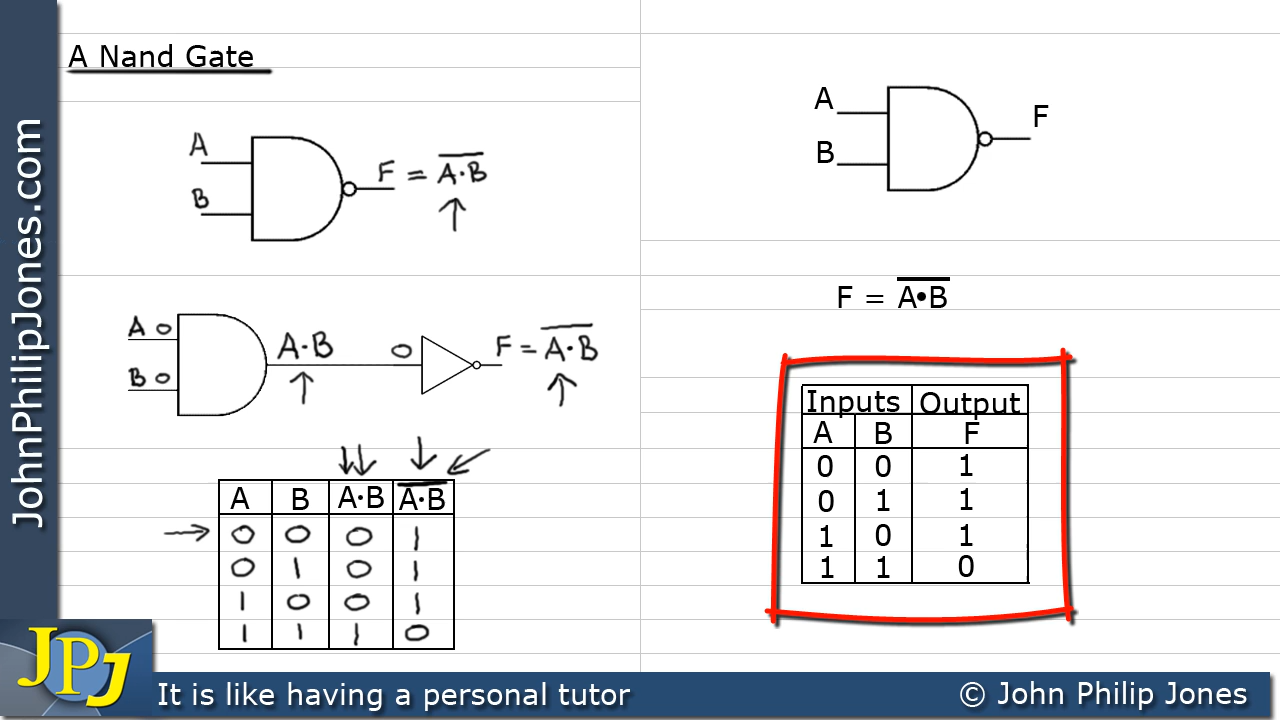 JohnPhilipJones.com
A Nand Gate
A
B
F = A̅·̅B̅
A 0
B 0
A·B
0
F = A̅·̅B̅
A B A·B A̅·̅B̅
0 0 0 1
0 1 0 1
1 0 0 1
1 1 1 0
A
B
F
F = A̅•̅B̅
Inputs Output
A B F
0 0 1
0 1 1
1 0 1
1 1 0
JPJ
It is like having a personal tutor
© John Philip Jones